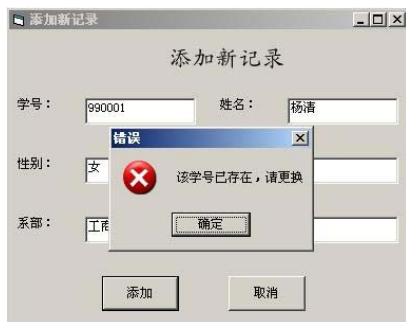 添加新记录
添加新记录
学号： 990001 姓名： 杨清
错误
性别： 女
该学号已存在，请更换
系部： 工商
确定
添加 取消